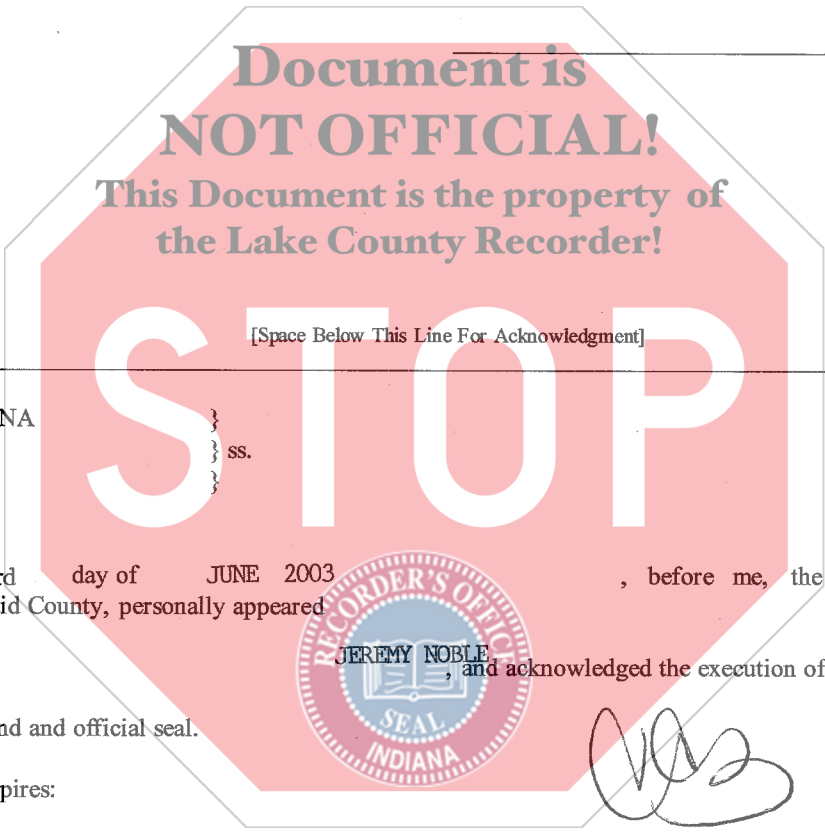 Document is
NOT OFFICIAL!
This Document is the property of
the Lake County Recorder!
[Space Below This Line For Acknowledgment]
STOP
NA }
} ss.
}
d day of JUNE 2003 , before me, the
id County, personally appeared
RECORDER'S OFFICE
JEREMY NOBLE
, and acknowledged the execution of
SEAL
INDIANA
nd and official seal.
pires: